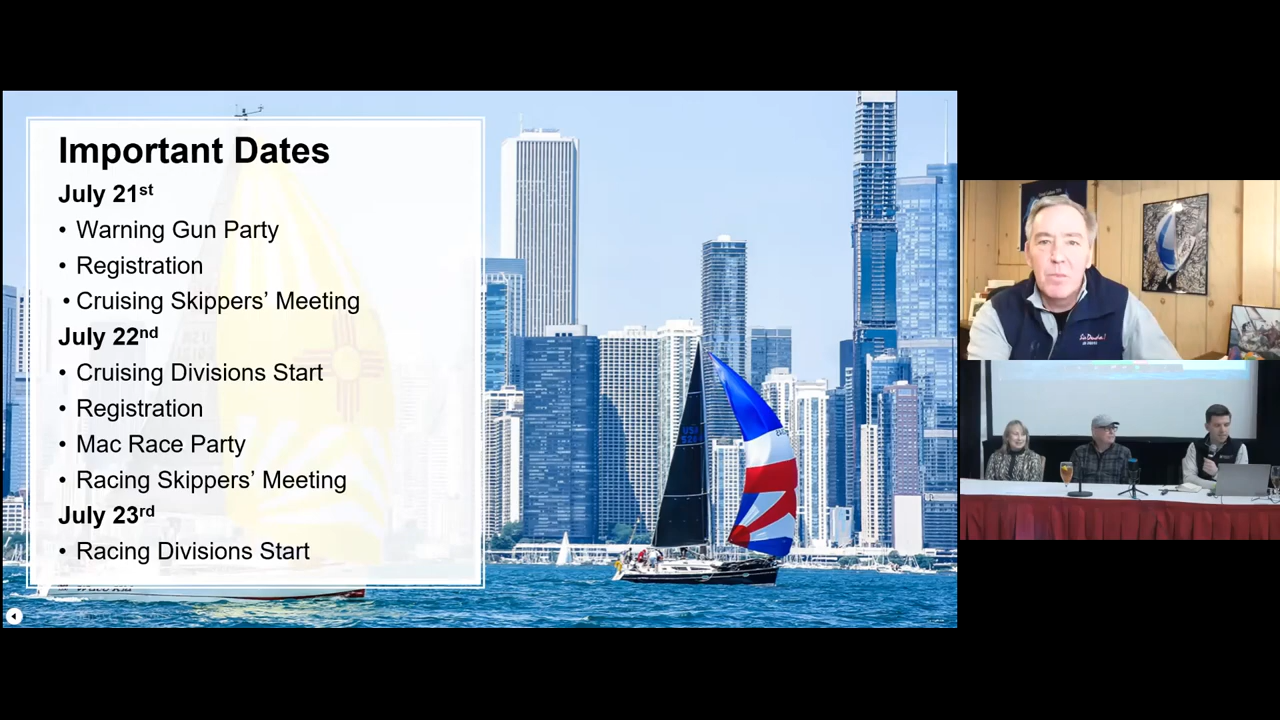 Important Dates
July 21st
• Warning Gun Party
• Registration
• Cruising Skippers’ Meeting
July 22nd
• Cruising Divisions Start
• Registration
• Mac Race Party
• Racing Skippers’ Meeting
July 23rd
• Racing Divisions Start